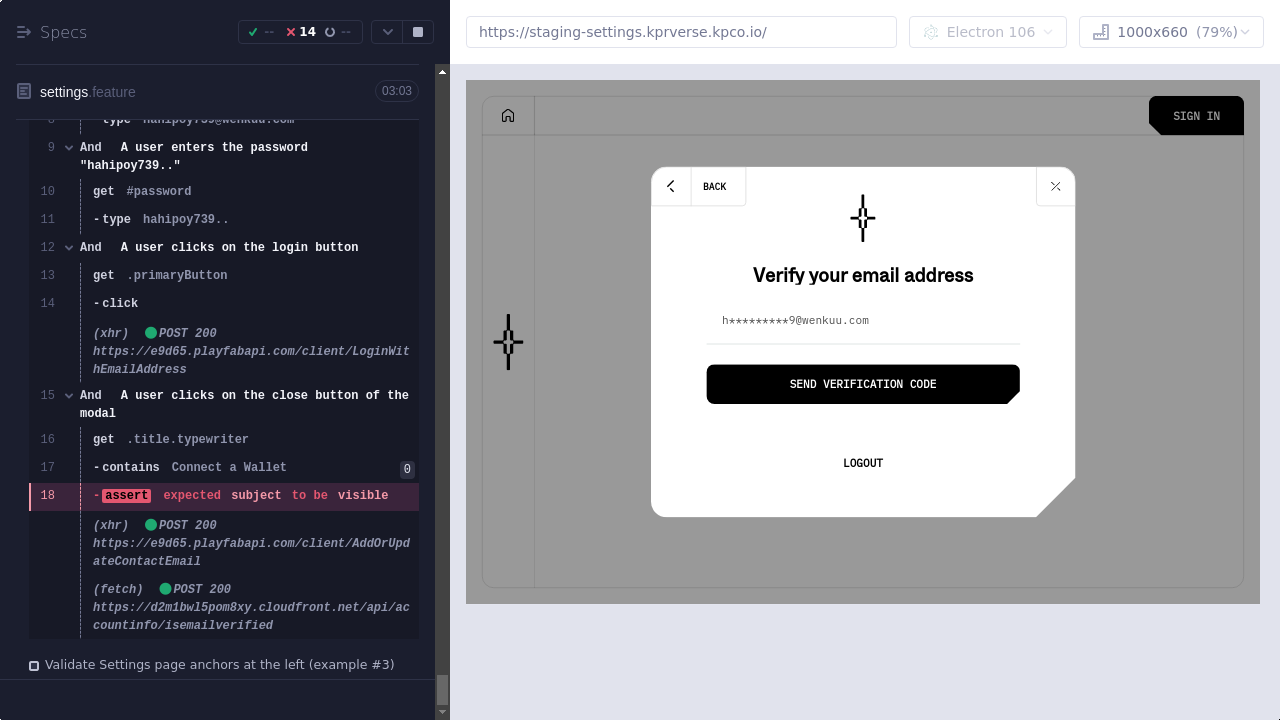 Specs
-- 14 --
settings.feature
03:03
8 -type hahipoy739@wenkuu.com
9 And A user enters the password
"hahipoy739.."
10 get #password
11 -type hahipoy739..
12 And A user clicks on the login button
13 get .primaryButton
14 -click
(xhr) POST 200
https://e9d65.playfabapi.com/client/LoginWit
hEmailAddress
15 And A user clicks on the close button of the
modal
16 get .title.typewriter
17 -contains Connect a Wallet 0
18 -assert expected subject to be visible
(xhr) POST 200
https://e9d65.playfabapi.com/client/AddOrUpd
ateContactEmail
(fetch) POST 200
https://d2m1bwl5pom8xy.cloudfront.net/api/ac
countinfo/isemailverified
Validate Settings page anchors at the left (example #3)
https://staging-settings.kprverse.kpco.io/
Electron 106
1000x660 (79%)
SIGN IN
BACK
Verify your email address
h*********9@wenkuu.com
SEND VERIFICATION CODE
LOGOUT